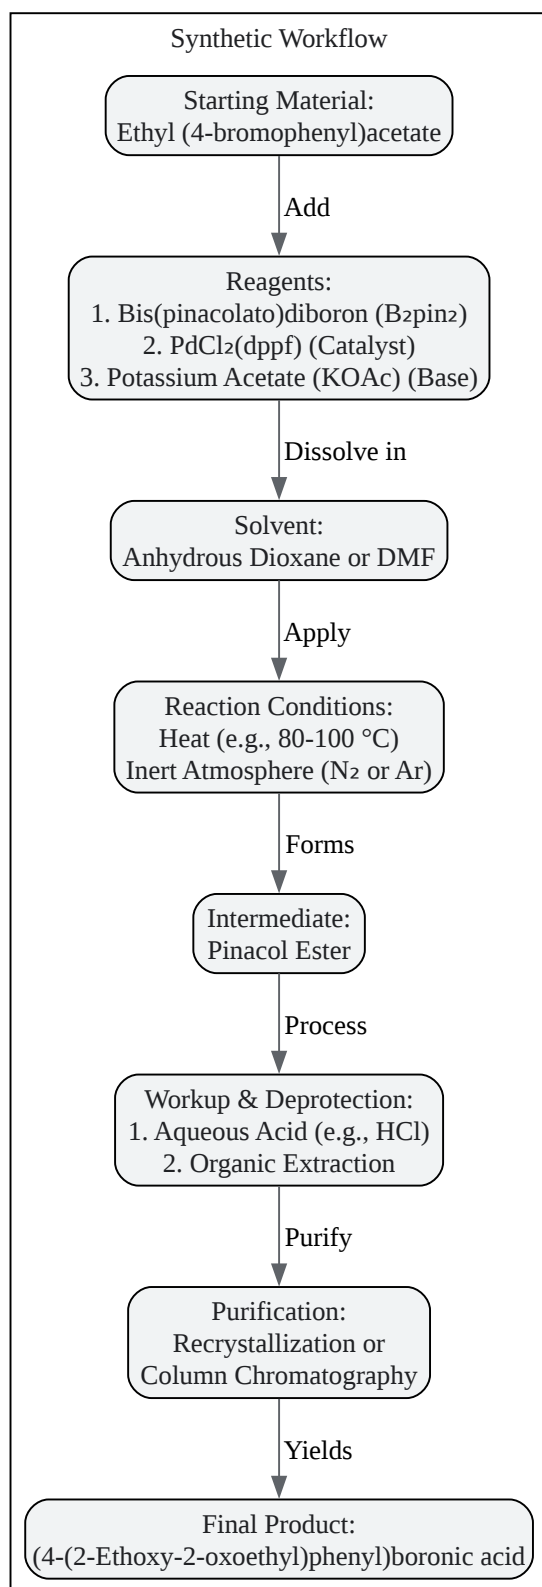 Synthetic Workflow
Starting Material:
Ethyl (4-bromophenyl)acetate
Add
Reagents:
1. Bis(pinacolato)diboron (B₂pin₂)
2. PdCl₂(dppf) (Catalyst)
3. Potassium Acetate (KOAc) (Base)
Dissolve in
Solvent:
Anhydrous Dioxane or DMF
Apply
Reaction Conditions:
Heat (e.g., 80-100 °C)
Inert Atmosphere (N₂ or Ar)
Forms
Intermediate:
Pinacol Ester
Process
Workup & Deprotection:
1. Aqueous Acid (e.g., HCl)
2. Organic Extraction
Purify
Purification:
Recrystallization or
Column Chromatography
Yields
Final Product:
(4-(2-Ethoxy-2-oxoethyl)phenyl)boronic acid